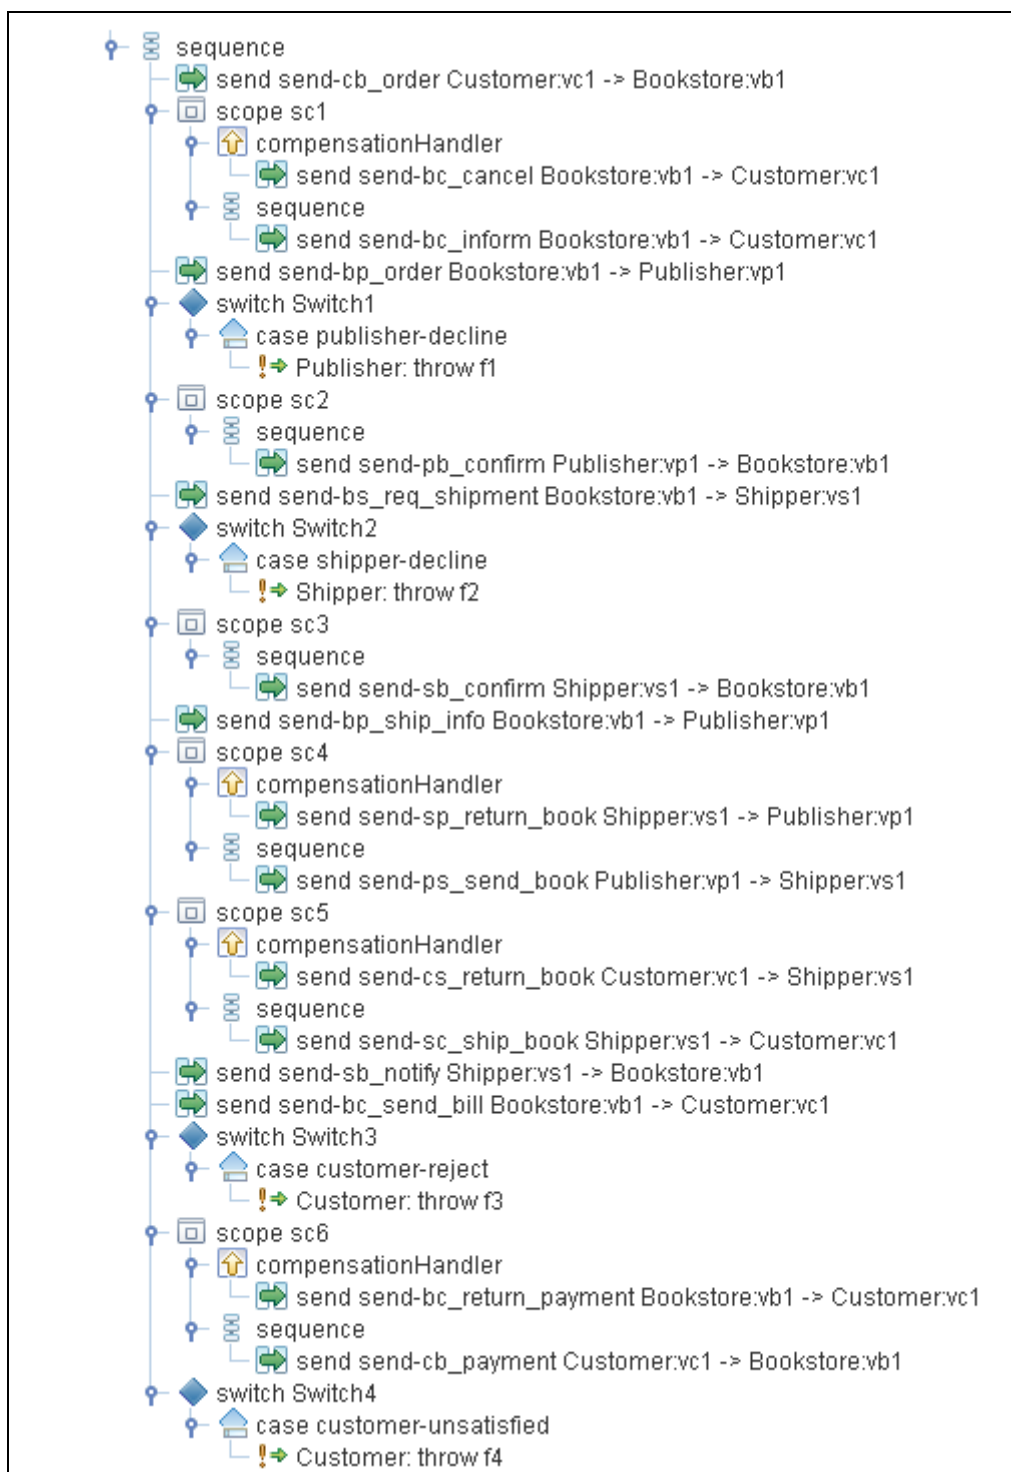 sequence
send send-cb_order Customer:vc1 -> Bookstore:vb1
scope sc1
compensationHandler
send send-bc_cancel Bookstore:vb1 -> Customer:vc1
sequence
send send-bc_inform Bookstore:vb1 -> Customer:vc1
send send-bp_order Bookstore:vb1 -> Publisher:vp1
switch Switch1
case publisher-decline
Publisher: throw f1
scope sc2
sequence
send send-pb_confirm Publisher:vp1 -> Bookstore:vb1
send send-bs_req_shipment Bookstore:vb1 -> Shipper:vs1
switch Switch2
case shipper-decline
Shipper: throw f2
scope sc3
sequence
send send-sb_confirm Shipper:vs1 -> Bookstore:vb1
send send-bp_ship_info Bookstore:vb1 -> Publisher:vp1
scope sc4
compensationHandler
send send-sp_return_book Shipper:vs1 -> Publisher:vp1
sequence
send send-ps_send_book Publisher:vp1 -> Shipper:vs1
scope sc5
compensationHandler
send send-cs_return_book Customer:vc1 -> Shipper:vs1
sequence
send send-sc_ship_book Shipper:vs1 -> Customer:vc1
send send-sb_notify Shipper:vs1 -> Bookstore:vb1
send send-bc_send_bill Bookstore:vb1 -> Customer:vc1
switch Switch3
case customer-reject
Customer: throw f3
scope sc6
compensationHandler
send send-bc_return_payment Bookstore:vb1 -> Customer:vc1
sequence
send send-cb_payment Customer:vc1 -> Bookstore:vb1
switch Switch4
case customer-unsatisfied
Customer: throw f4